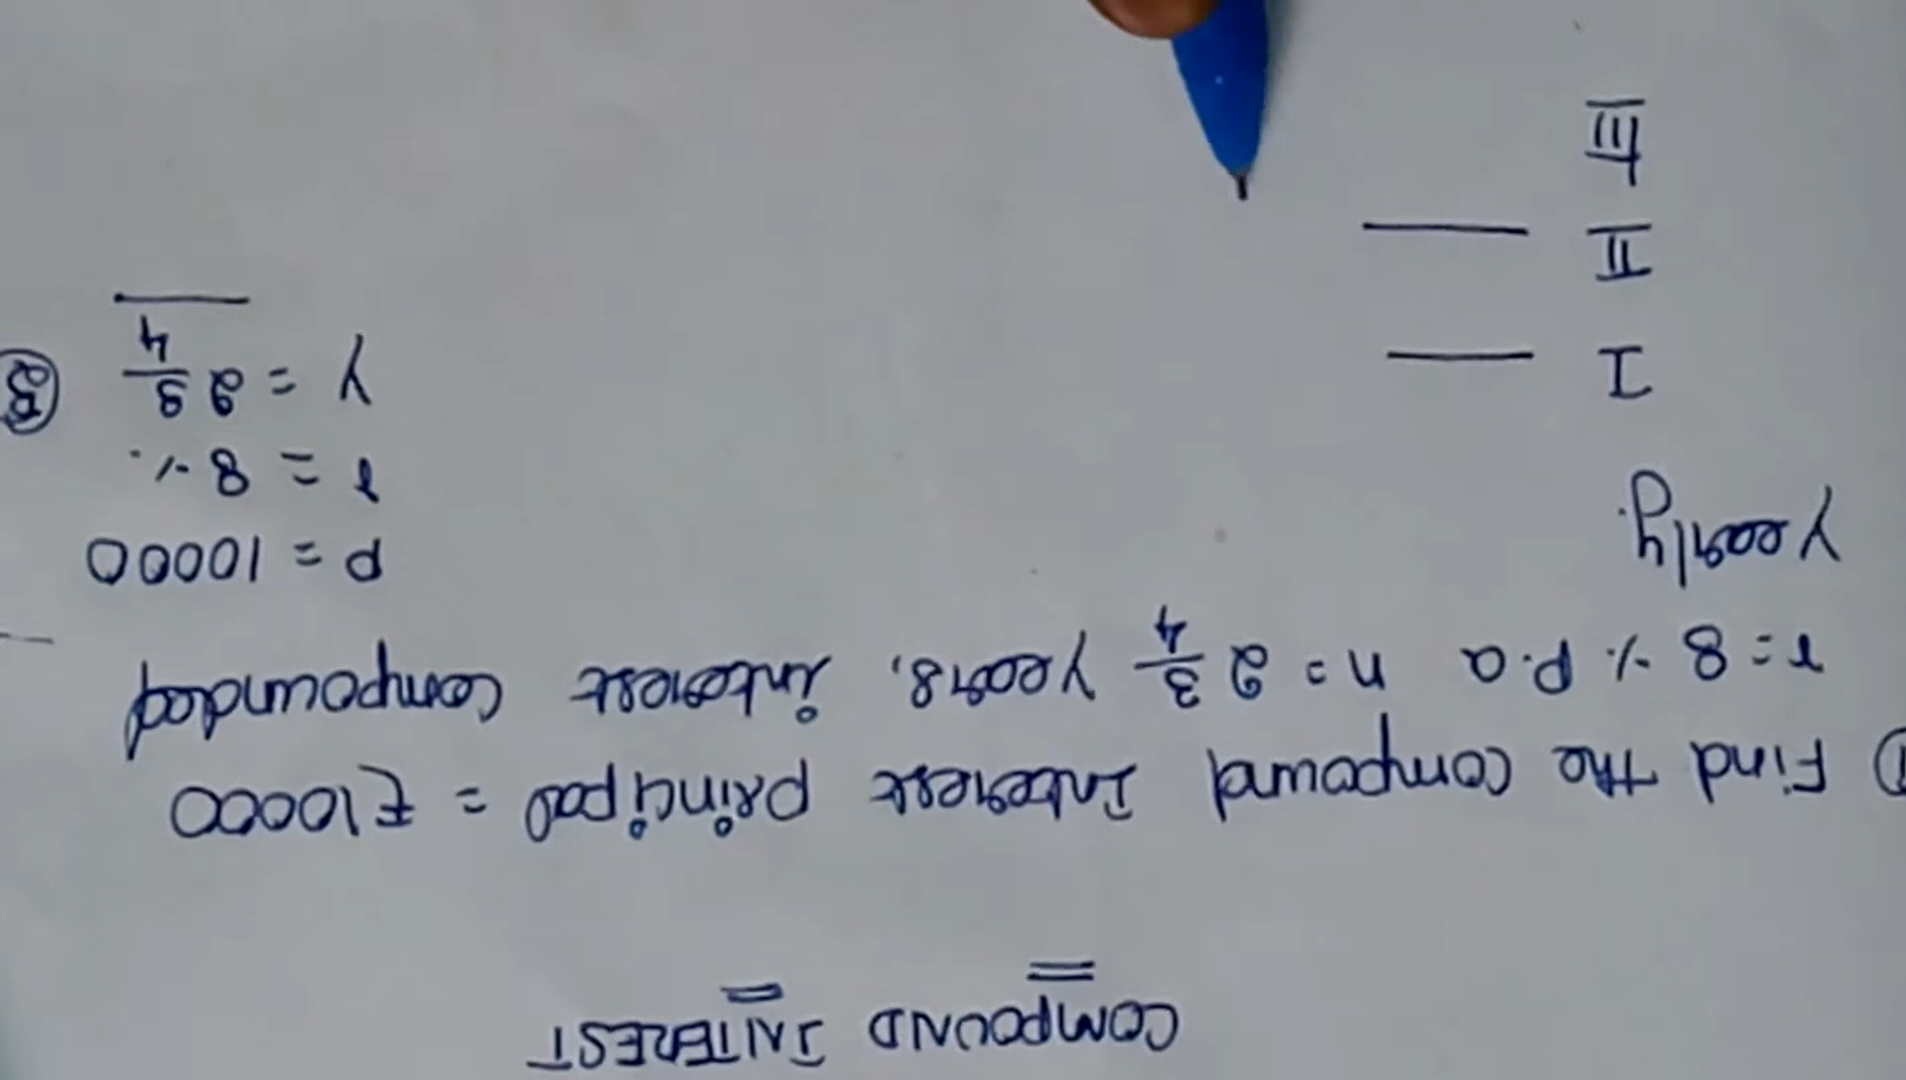 COMPOUND INTEREST
① Find the compound Interest principal = ₹10000
r = 8 % P.a n = 2 3/4 years, interest compounded
yearly.
P = 10000
r = 8 %.
Y = 2 3/4
I
II
III